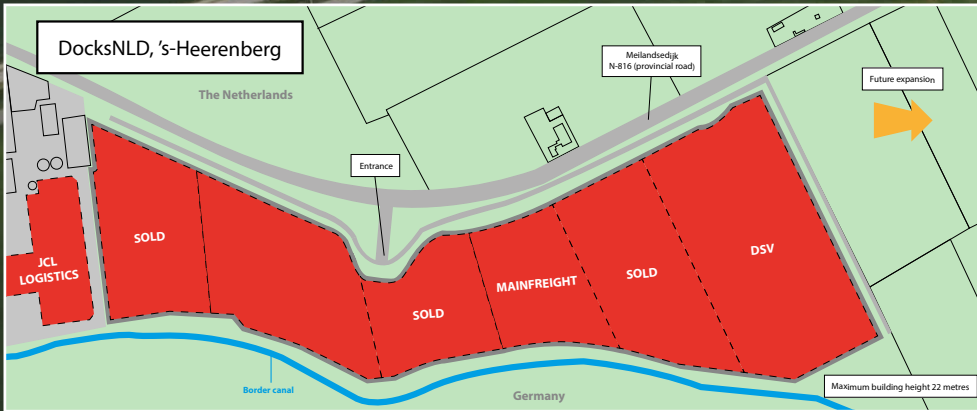 DocksNLD, 's-Heerenberg
The Netherlands
Meilandsedijk
N-816 (provincial road)
Future expansion
Entrance
SOLD
JCL
LOGISTICS
SOLD
MAINFREIGHT
SOLD
DSV
Border canal
Germany
Maximum building height 22 metres